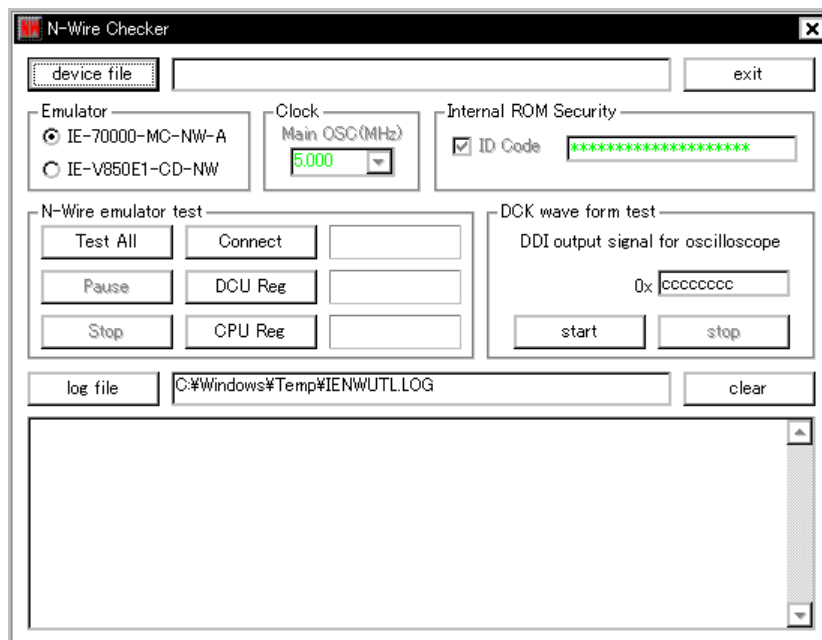 N-Wire Checker
device file
exit
Emulator
IE-70000-MC-NW-A
IE-V850E1-CD-NW
Clock
Main OSC(MHz)
5.000
Internal ROM Security
ID Code
********************
N-Wire emulator test
Test All
Connect
Pause
DCU Reg
Stop
CPU Reg
DCK wave form test
DDI output signal for oscilloscope
0x cccccccc
start
stop
log file
C:¥Windows¥Temp¥IENWUTL.LOG
clear